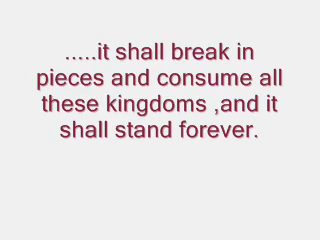 .....it shall break in
pieces and consume all
these kingdoms ,and it
shall stand forever.